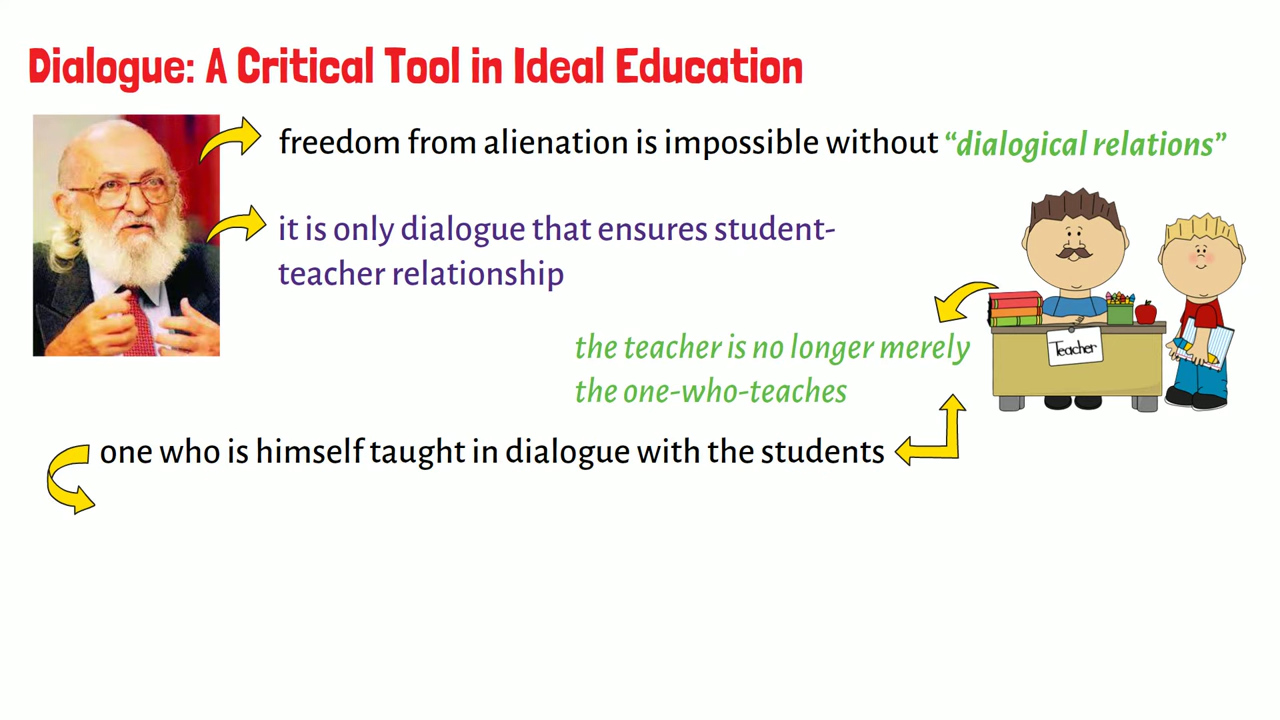 Dialogue: A Critical Tool in Ideal Education
freedom from alienation is impossible without “dialogical relations”
it is only dialogue that ensures student-
teacher relationship
the teacher is no longer merely
the one-who-teaches
Teacher
one who is himself taught in dialogue with the students